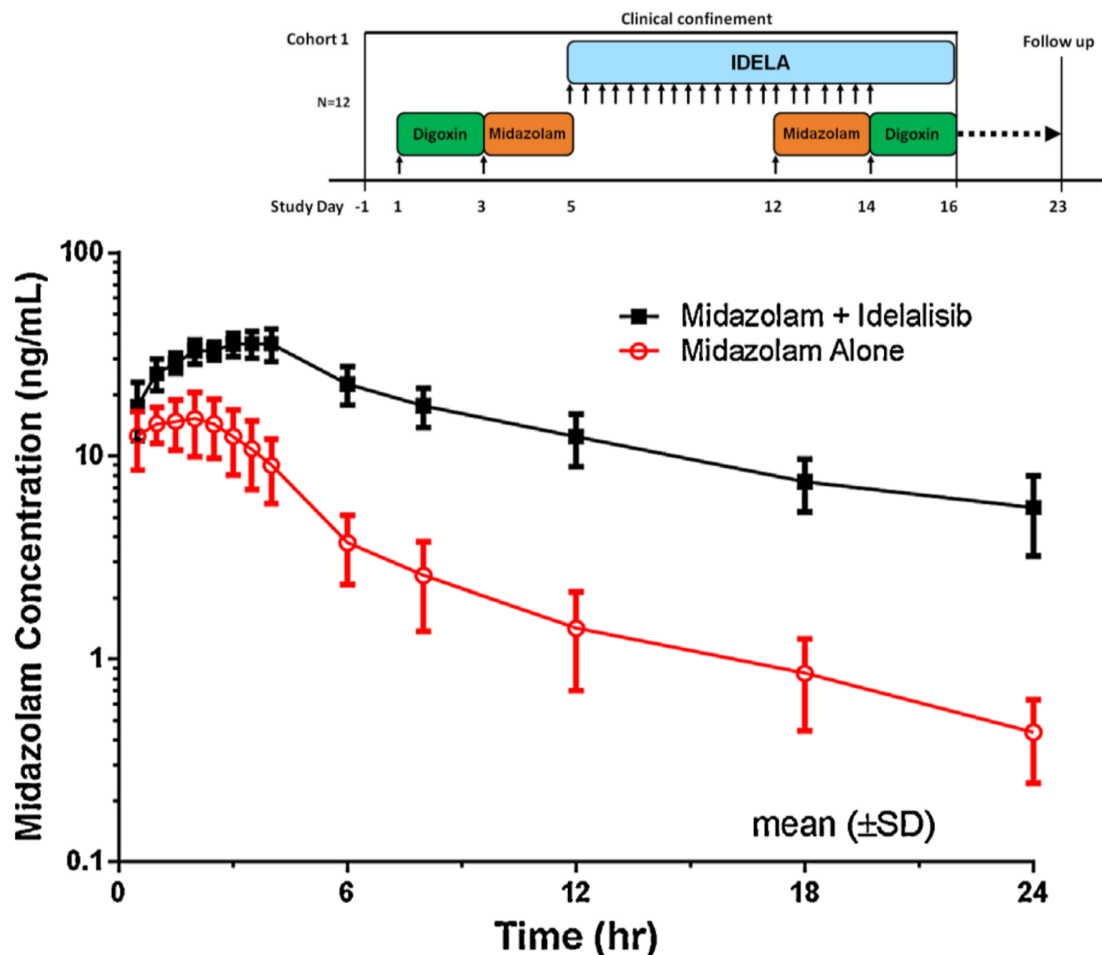 Clinical confinement
Cohort 1
Follow up
IDELA
N=12
Digoxin
Midazolam
Midazolam
Digoxin
Study Day -1 1 3 5 12 14 16 23
100
Midazolam + Idelalisib
Midazolam Alone
10
1
mean (±SD)
0.1
0 6 12 18 24
Time (hr)
Midazolam Concentration (ng/mL)